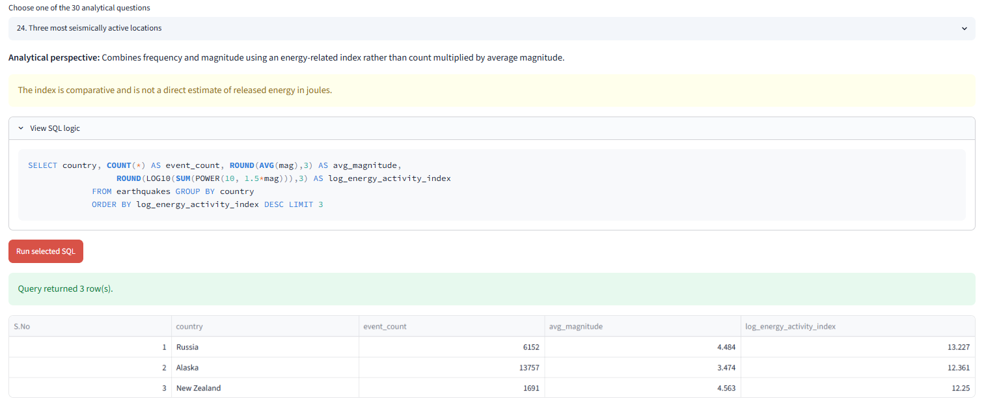 Choose one of the 30 analytical questions
24. Three most seismically active locations
Analytical perspective: Combines frequency and magnitude using an energy-related index rather than count multiplied by average magnitude.
The index is comparative and is not a direct estimate of released energy in joules.
View SQL logic
SELECT country, COUNT(*) AS event_count, ROUND(AVG(mag),3) AS avg_magnitude,
ROUND(LOG10(SUM(POWER(10, 1.5*mag))),3) AS log_energy_activity_index
FROM earthquakes GROUP BY country
ORDER BY log_energy_activity_index DESC LIMIT 3
Run selected SQL
Query returned 3 row(s).
S.No country event_count avg_magnitude log_energy_activity_index
1 Russia 6152 4.484 13.227
2 Alaska 13757 3.474 12.361
3 New Zealand 1691 4.563 12.25